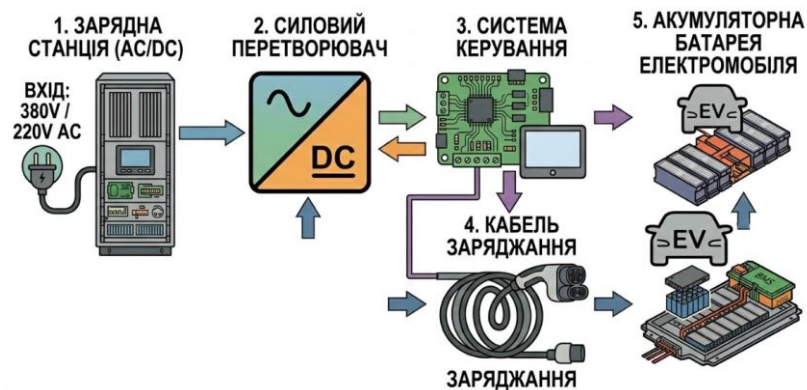 1. ЗАРЯДНА
СТАНЦІЯ (AC/DC)
ВХІД:
380V /
220V AC
2. СИЛОВИЙ
ПЕРЕТВОРЮВАЧ
DC
3. СИСТЕМА
КЕРУВАННЯ
4. КАБЕЛЬ
ЗАРЯДЖАННЯ
ЗАРЯДЖАННЯ
5. АКУМУЛЯТОРНА
БАТАРЕЯ
ЕЛЕКТРОМОБІЛЯ
EV
EV
BMS